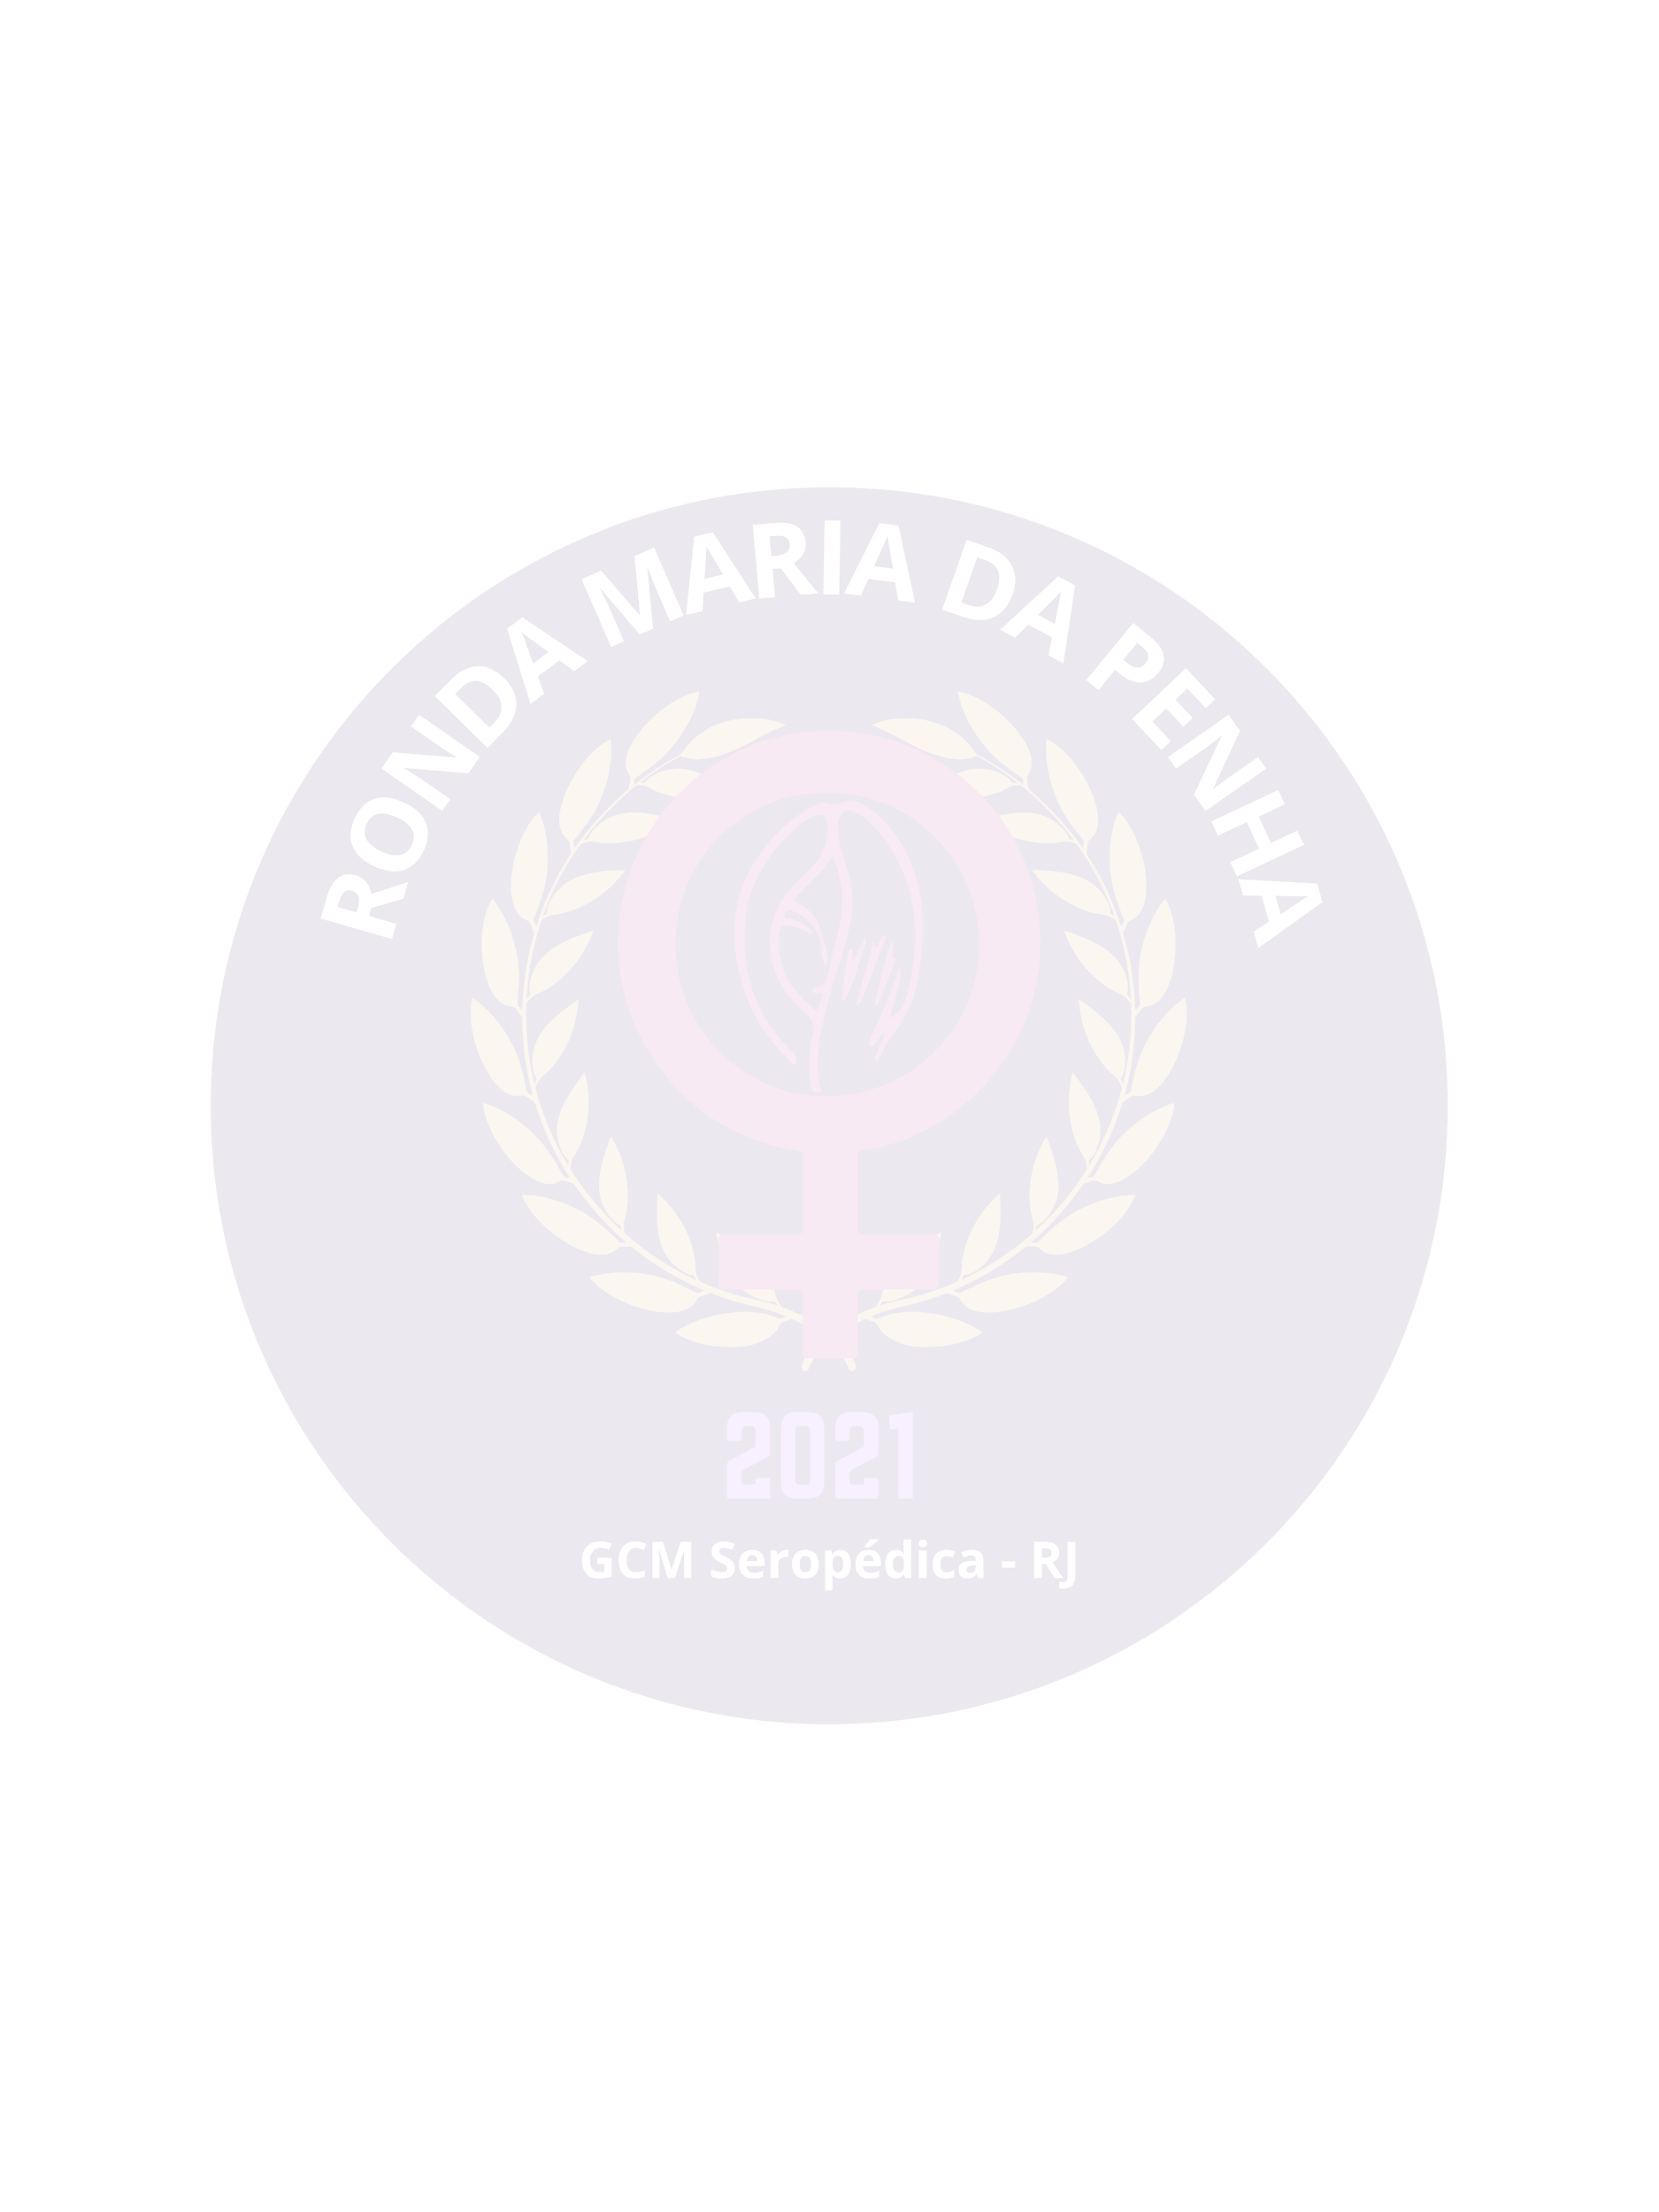 RONDA MARIA DA PENHA
2021
GCM Seropédica - RJ